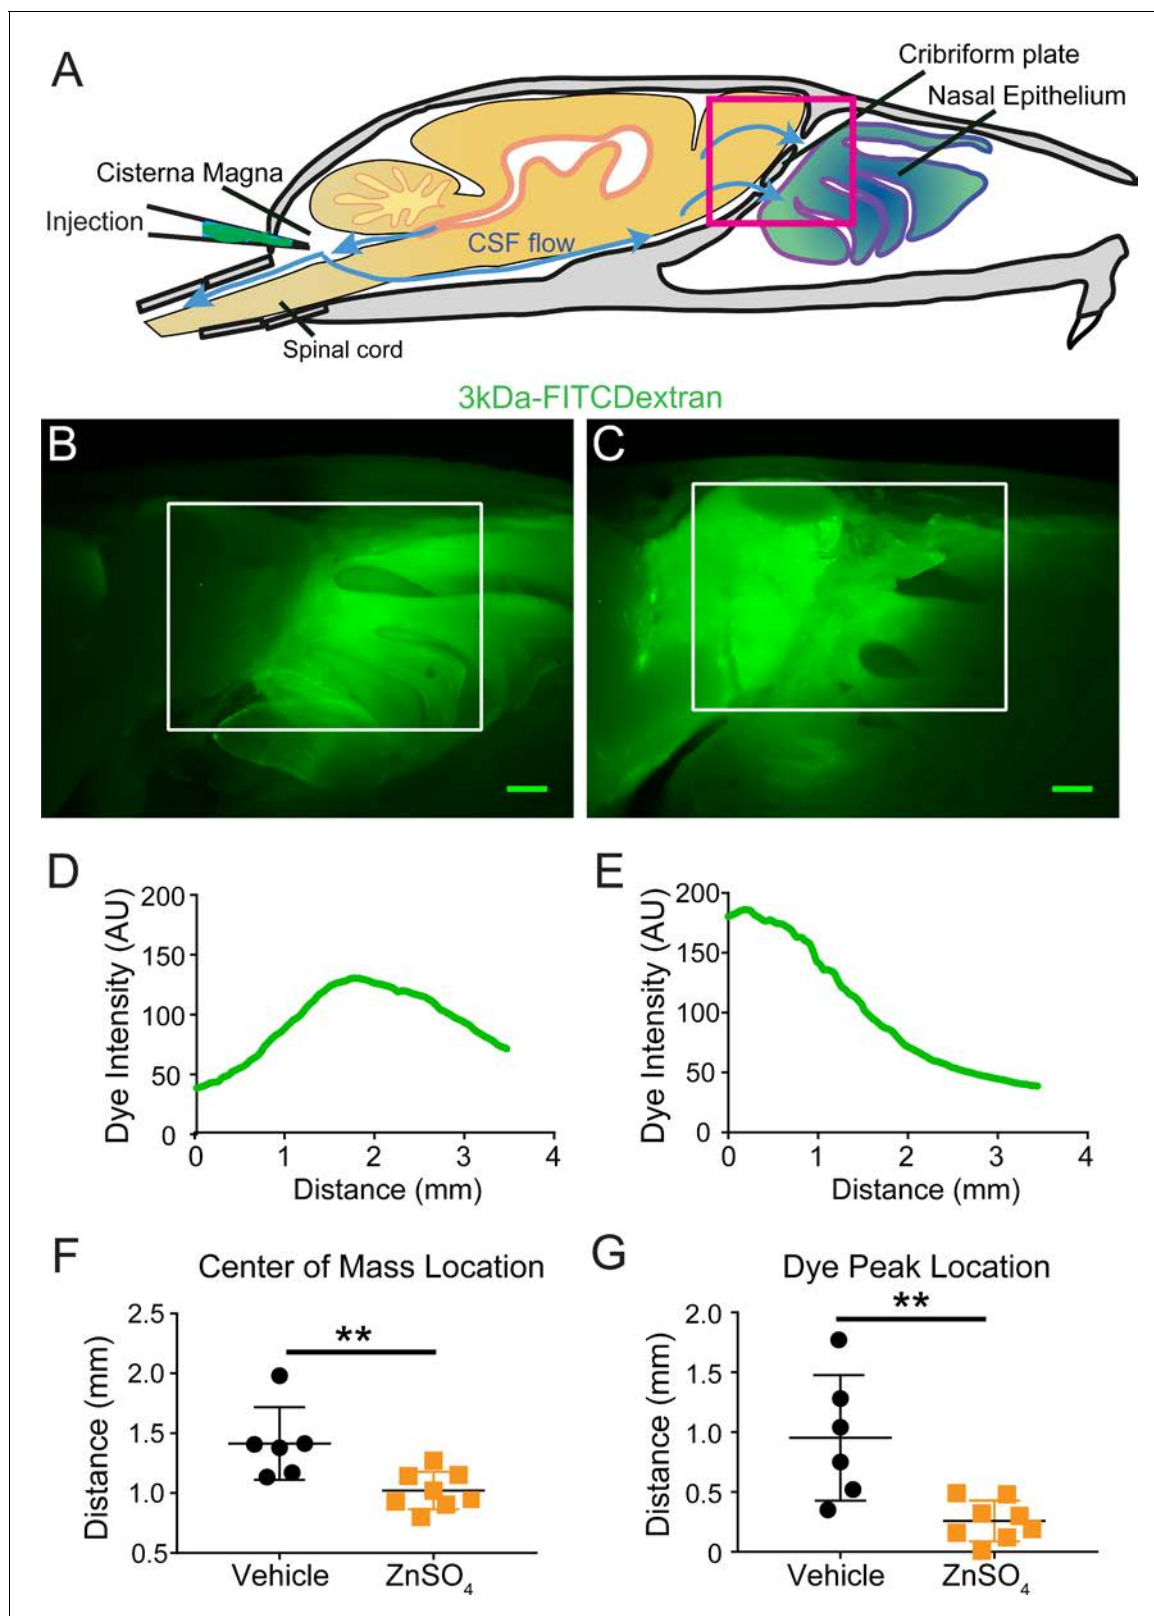 A
Cribriform plate
Nasal Epithelium
Cisterna Magna
Injection
CSF flow
Spinal cord
3kDa-FITCDextran
B
C
D
Dye Intensity (AU)
200
150
100
50
0
0 1 2 3 4
Distance (mm)
E
Dye Intensity (AU)
200
150
100
50
0
0 1 2 3 4
Distance (mm)
F
Center of Mass Location
Distance (mm)
2.5
2.0
1.5
1.0
0.5
**
Vehicle ZnSO₄
G
Dye Peak Location
Distance (mm)
2.0
1.5
1.0
0.5
0
**
Vehicle ZnSO₄